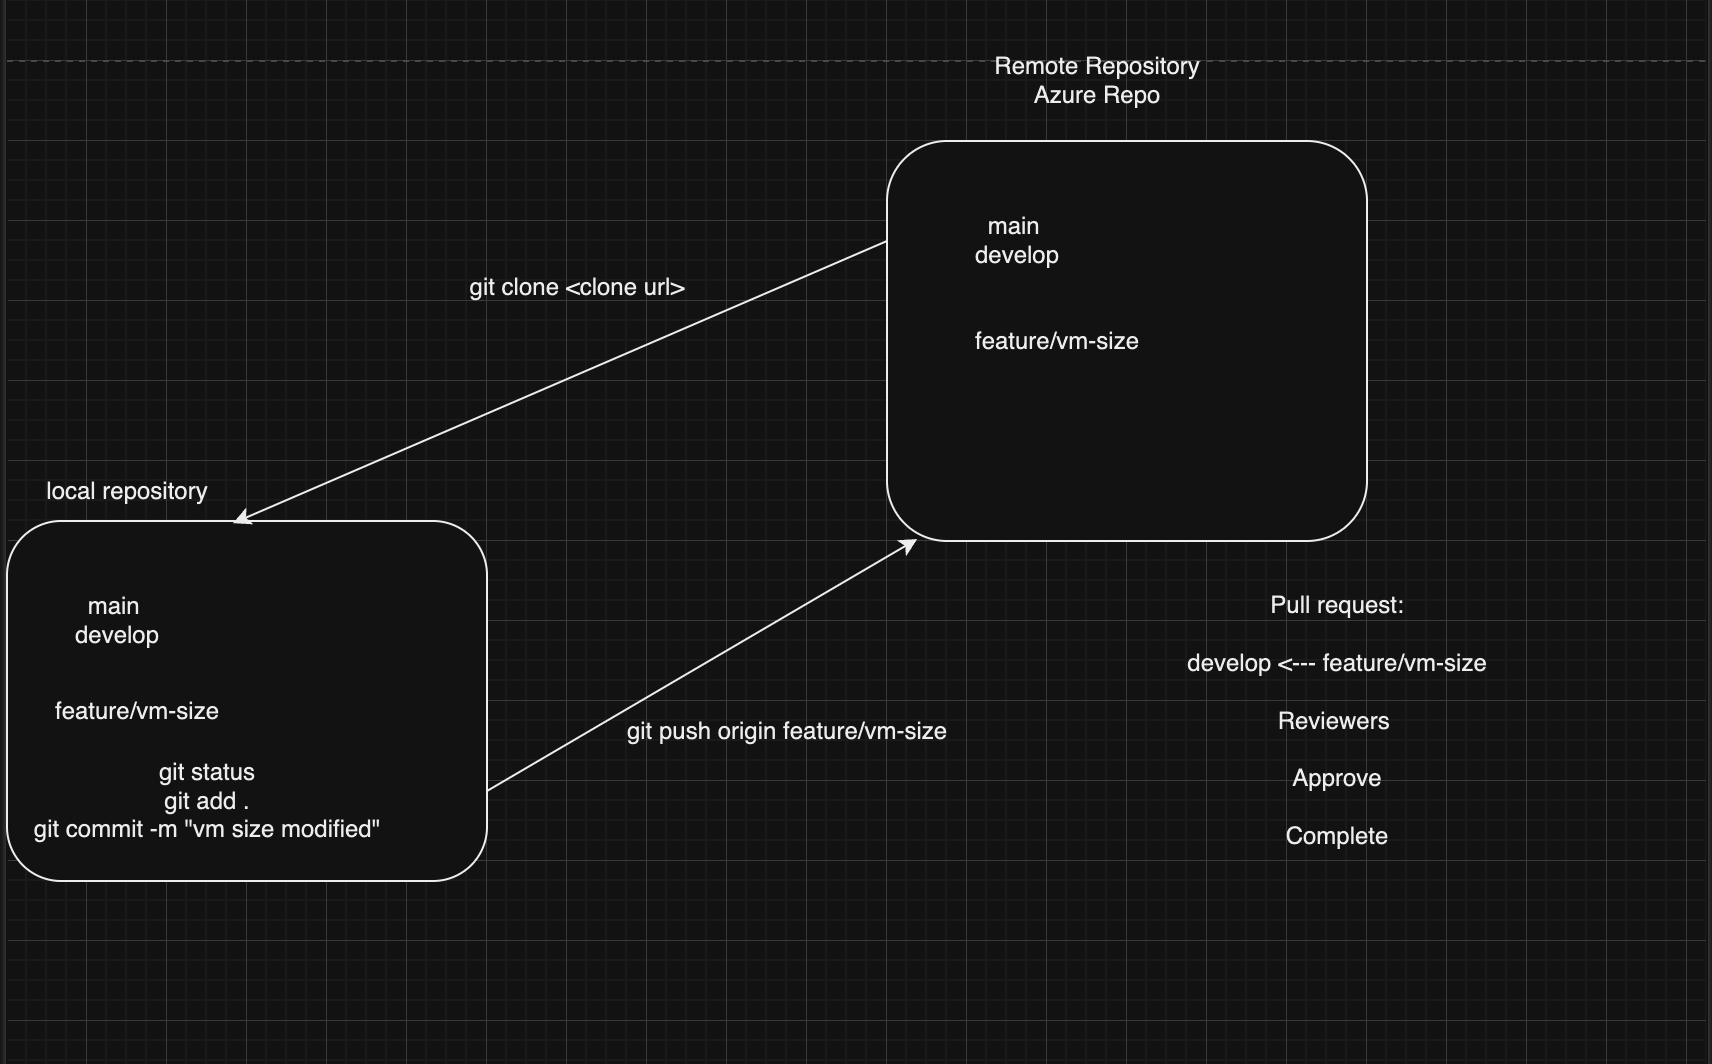 Remote Repository
Azure Repo
main
develop
feature/vm-size
git clone <clone url>
local repository
main
develop
feature/vm-size
git status
git add .
git commit -m "vm size modified"
git push origin feature/vm-size
Pull request:
develop <--- feature/vm-size
Reviewers
Approve
Complete